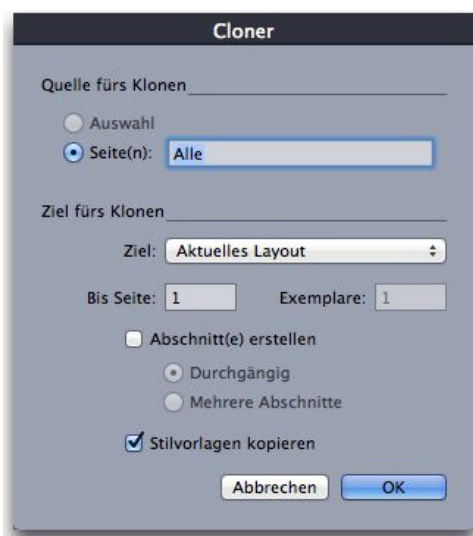 Cloner
Quelle fürs Klonen
Auswahl
Seite(n): Alle
Ziel fürs Klonen
Ziel: Aktuelles Layout
Bis Seite: 1 Exemplare: 1
Abschnitt(e) erstellen
Durchgängig
Mehrere Abschnitte
Stilvorlagen kopieren
Abbrechen OK